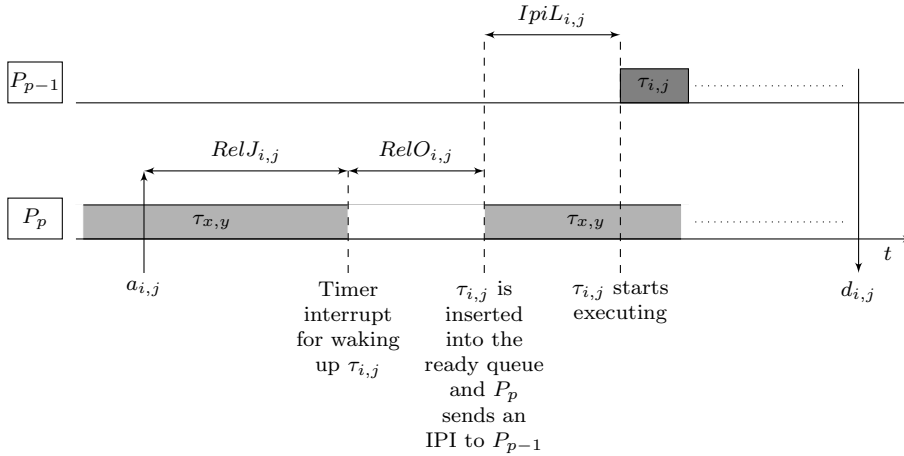 IpiL_{i,j}
P_{p−1}
τ_{i,j}
RelJ_{i,j}
RelO_{i,j}
P_p
τ_{x,y}
τ_{x,y}
t
a_{i,j}
Timer
interrupt
for waking
up τ_{i,j}
τ_{i,j} is
inserted
into the
ready queue
and P_p
sends an
IPI to P_{p−1}
τ_{i,j} starts
executing
d_{i,j}